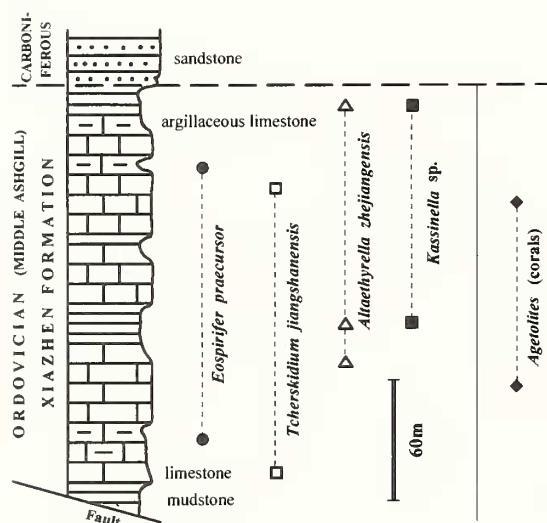 CARBONI-
FEROUS
sandstone
ORDOVICIAN (MIDDLE ASHGILL)
XIAZHEN FORMATION
argillaceous limestone
Eospirifer praecursor
Tcherskidium jiangshanensis
Altaethyrella zhejiangensis
Kassinella sp.
Agetolites (corals)
60m
limestone
mudstone
Fault